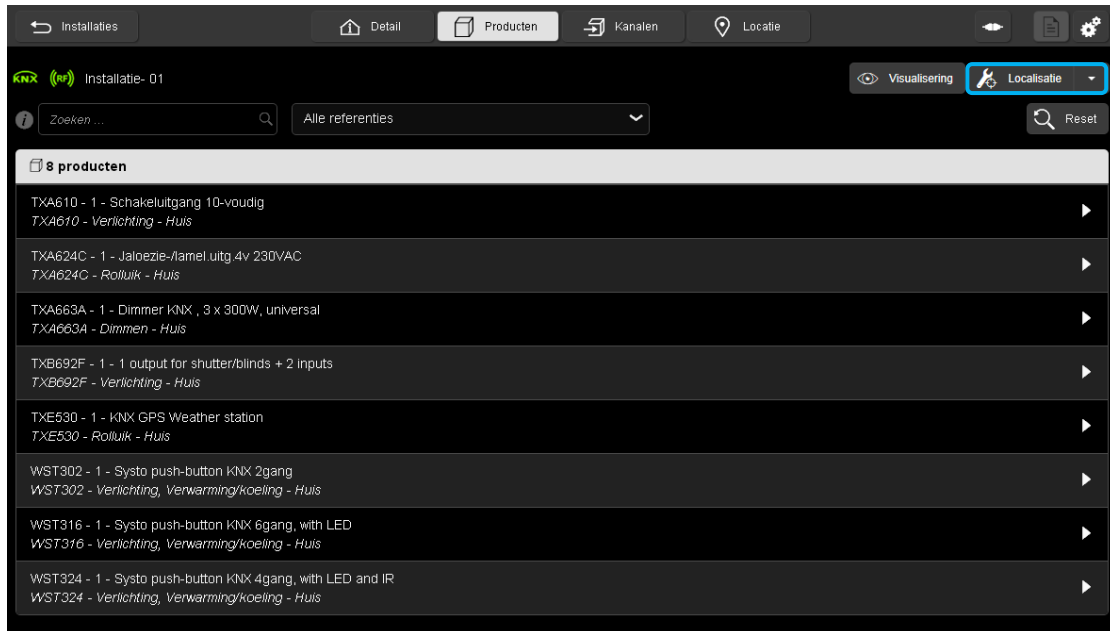 Installaties
Detail
Producten
Kanalen
Locatie
KNX ((RF)) Installatie- 01
Visualisering
Localisatie
i
Zoeken ...
Alle referenties
Reset
8 producten
TXA610 - 1 - Schakeluitgang 10-voudig
TXA610 - Verlichting - Huis
TXA624C - 1 - Jaloezie-/lamel.uitg.4v 230VAC
TXA624C - Rolluik - Huis
TXA663A - 1 - Dimmer KNX , 3 x 300W, universal
TXA663A - Dimmen - Huis
TXB692F - 1 - 1 output for shutter/blinds + 2 inputs
TXB692F - Verlichting - Huis
TXE530 - 1 - KNX GPS Weather station
TXE530 - Rolluik - Huis
WST302 - 1 - Systo push-button KNX 2gang
WST302 - Verlichting, Verwarming/koeling - Huis
WST316 - 1 - Systo push-button KNX 6gang, with LED
WST316 - Verlichting, Verwarming/koeling - Huis
WST324 - 1 - Systo push-button KNX 4gang, with LED and IR
WST324 - Verlichting, Verwarming/koeling - Huis